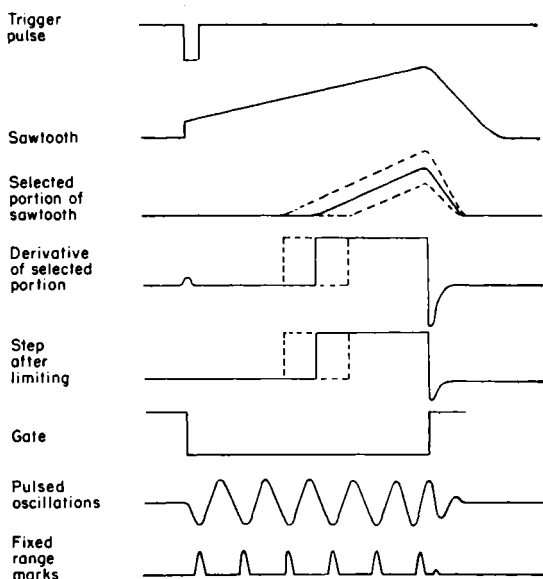 Trigger
pulse
Sawtooth
Selected
portion of
sawtooth
Derivative
of selected
portion
Step
after
limiting
Gate
Pulsed
oscillations
Fixed
range
marks